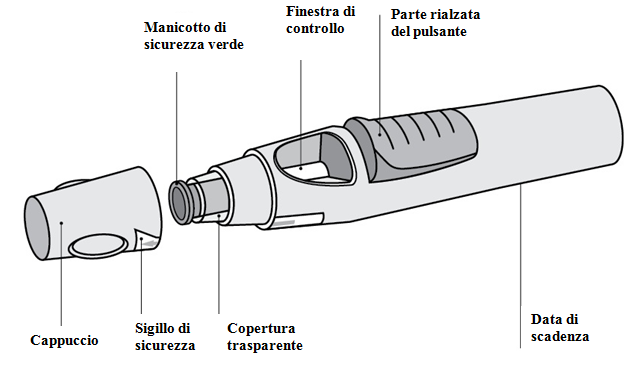 Finestra di
controllo
Parte rialzata
del pulsante
Manicotto di
sicurezza verde
Cappuccio
Sigillo di
sicurezza
Copertura
trasparente
Data di
scadenza